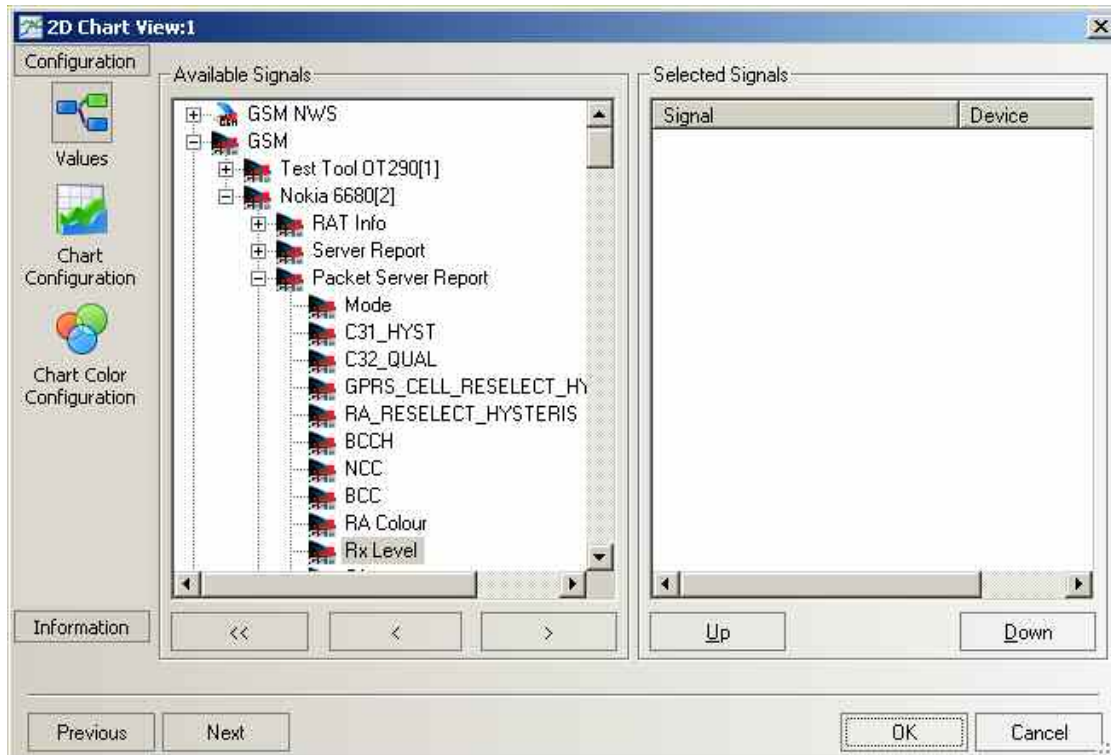 2D Chart View:1
Configuration
Values
Chart
Configuration
Chart Color
Configuration
Information
Available Signals
GSM NWS
GSM
Test Tool OT290[1]
Nokia 6680[2]
RAT Info
Server Report
Packet Server Report
Mode
C31_HYST
C32_QUAL
GPRS_CELL_RESELECT_HY
RA_RESELECT_HYSTERIS
BCCH
NCC
BCC
RA Colour
Rx Level
<<
<
>
Selected Signals
Signal Device
Up Down
Previous Next OK Cancel